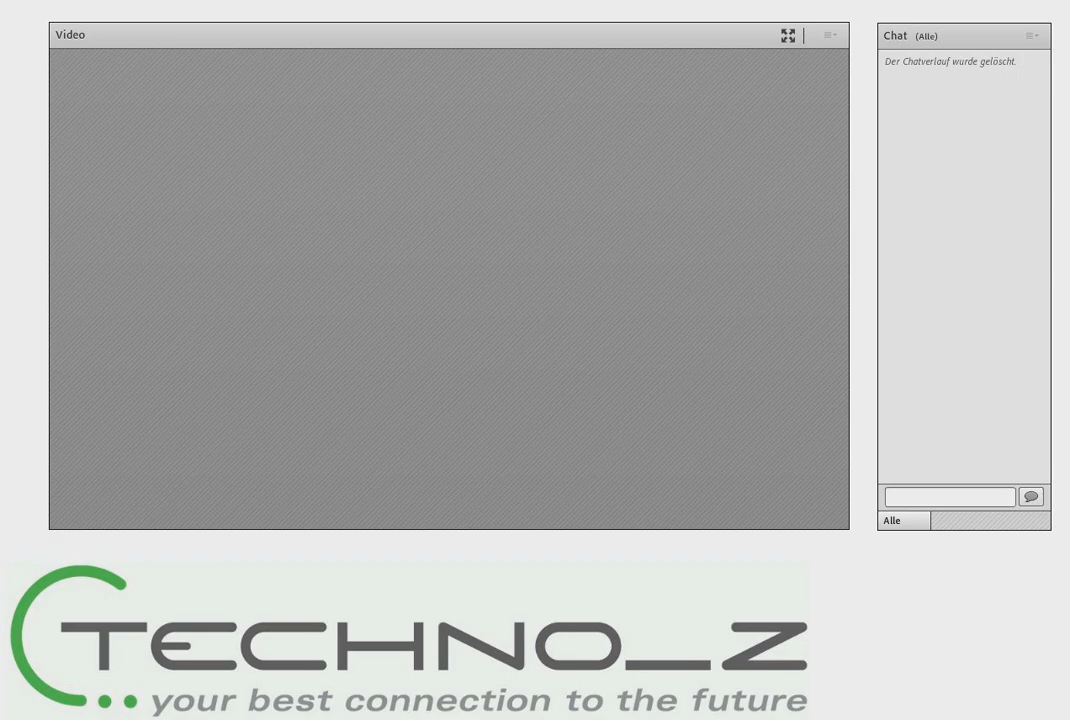 Video
Chat (Alle)
Der Chatverlauf wurde gelöscht.
Alle
TECHNO_Z
your best connection to the future